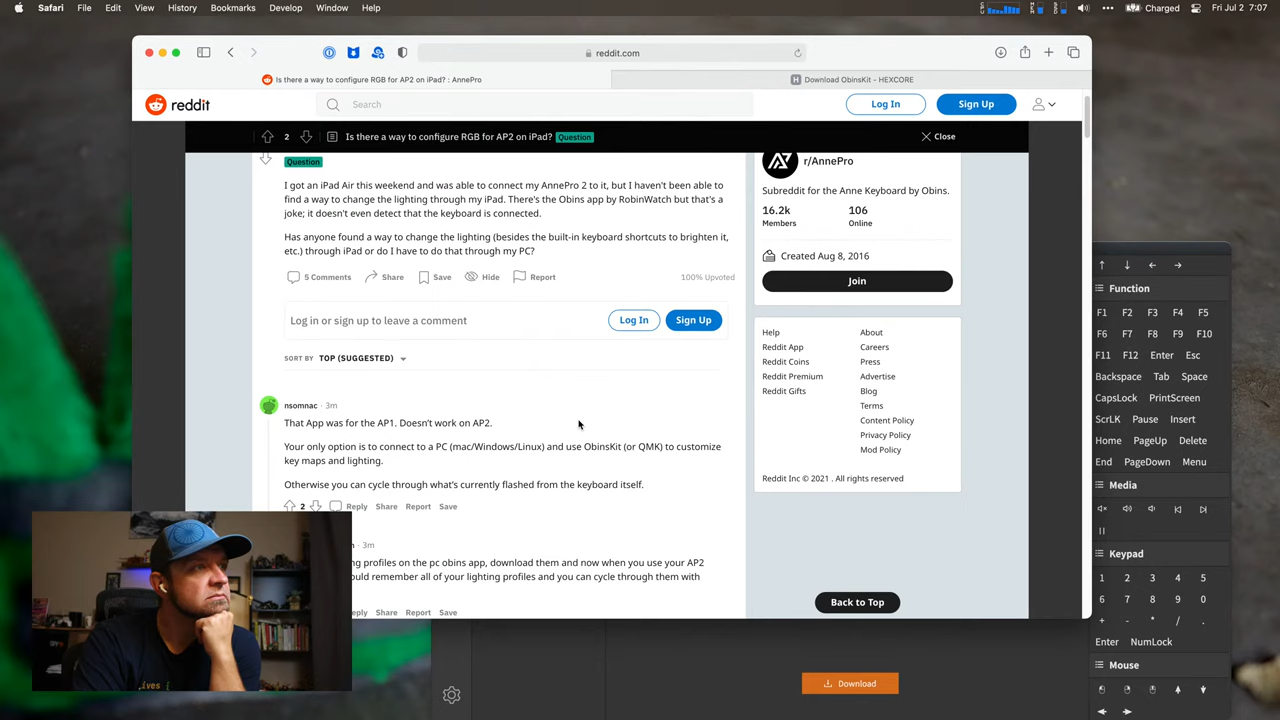 Safari File Edit View History Bookmarks Develop Window Help
Charged Fri Jul 2 7:07
reddit.com
Is there a way to configure RGB for AP2 on iPad? : AnnePro
Download ObinsKit - HEXCORE
reddit
Search
Log In
Sign Up
2
Is there a way to configure RGB for AP2 on iPad? Question
Close
Question
I got an iPad Air this weekend and was able to connect my AnnePro 2 to it, but I haven't been able to
find a way to change the lighting through my iPad. There's the Obins app by RobinWatch but that's a
joke; it doesn't even detect that the keyboard is connected.
Has anyone found a way to change the lighting (besides the built-in keyboard shortcuts to brighten it,
etc.) through iPad or do I have to do that through my PC?
5 Comments Share Save Hide Report
100% Upvoted
Log in or sign up to leave a comment
Log In
Sign Up
SORT BY TOP (SUGGESTED)
nsomnac · 3m
That App was for the AP1. Doesn't work on AP2.
Your only option is to connect to a PC (mac/Windows/Linux) and use ObinsKit (or QMK) to customize
key maps and lighting.
Otherwise you can cycle through what's currently flashed from the keyboard itself.
2 Reply Share Report Save
· 3m
ng profiles on the pc obins app, download them and now when you use your AP2
ould remember all of your lighting profiles and you can cycle through them with
eply Share Report Save
r/AnnePro
Subreddit for the Anne Keyboard by Obins.
16.2k 106
Members Online
Created Aug 8, 2016
Join
Help About
Reddit App Careers
Reddit Coins Press
Reddit Premium Advertise
Reddit Gifts Blog
Terms
Content Policy
Privacy Policy
Mod Policy
Reddit Inc © 2021 . All rights reserved
Back to Top
Download
Function
F1 F2 F3 F4 F5
F6 F7 F8 F9 F10
F11 F12 Enter Esc
Backspace Tab Space
CapsLock PrintScreen
ScrLK Pause Insert
Home PageUp Delete
End PageDown Menu
Media
Keypad
1 2 3 4 5
6 7 8 9 0
+ - * / .
Enter NumLock
Mouse